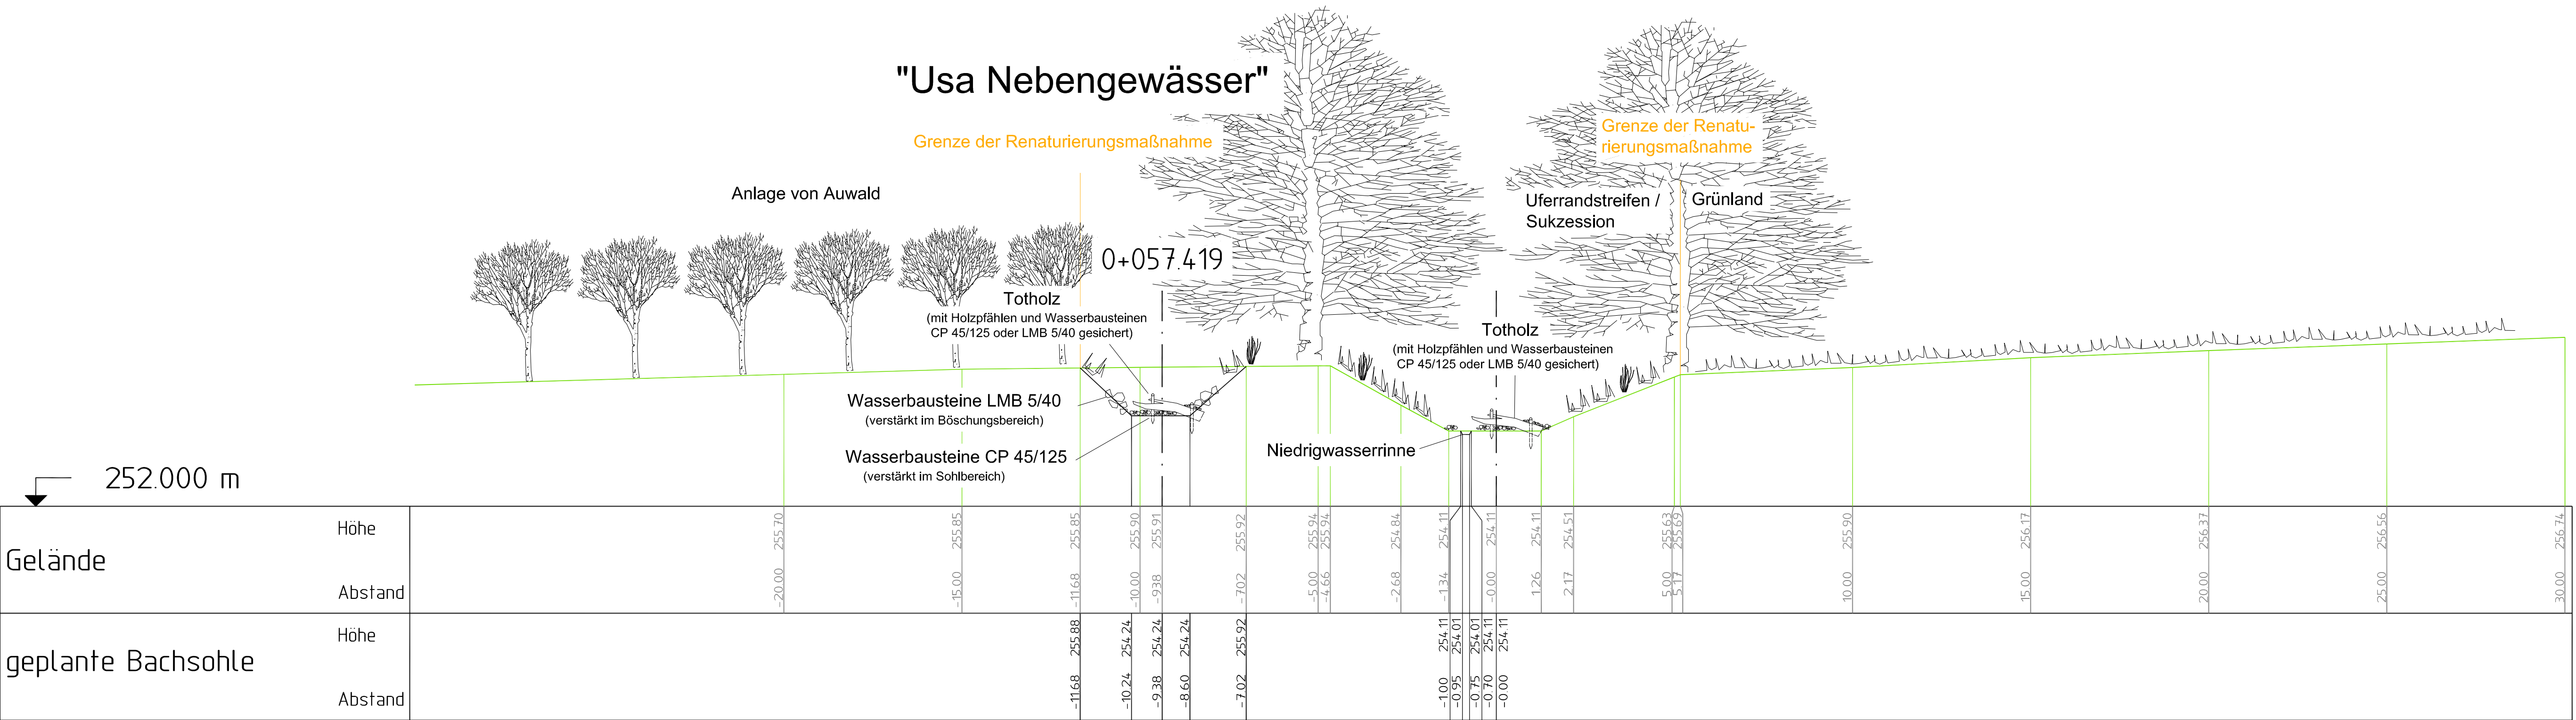 "Usa Nebengewässer"
Grenze der Renaturierungsmaßnahme
Grenze der Renatu-
rierungsmaßnahme
Anlage von Auwald
Uferrandstreifen /
Sukzession
Grünland
0+057.419
Totholz
(mit Holzpfählen und Wasserbausteinen
CP 45/125 oder LMB 5/40 gesichert)
Totholz
(mit Holzpfählen und Wasserbausteinen
CP 45/125 oder LMB 5/40 gesichert)
Wasserbausteine LMB 5/40
(verstärkt im Böschungsbereich)
Wasserbausteine CP 45/125
(verstärkt im Sohlbereich)
Niedrigwasserrinne
252.000 m
Gelände
Höhe
255.70 255.85 255.85 255.90 255.91 255.92 255.94 255.94 254.84 254.11 254.11 254.11 254.51 255.63 255.69 255.90 256.17 256.37 256.56 256.74
Abstand
-20.00 -15.00 -11.68 -10.00 -9.38 -7.02 -5.00 -4.66 -2.68 -1.34 -0.00 1.26 2.17 5.00 5.17 10.00 15.00 20.00 25.00 30.00
geplante Bachsohle
Höhe
255.88 254.24 254.24 254.24 255.92 254.11 254.01 254.01 254.11 254.11
Abstand
-11.68 -10.24 -9.38 -8.60 -7.02 -1.00 -0.95 -0.75 -0.70 -0.00